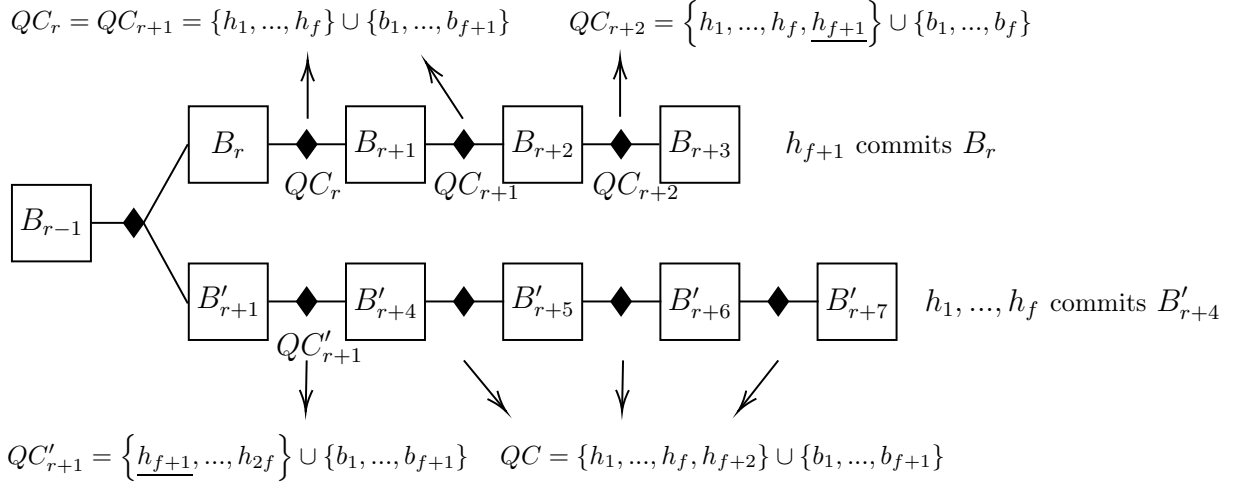 QC_r = QC_{r+1} = {h_1, ..., h_f} ∪ {b_1, ..., b_{f+1}}
QC_{r+2} = {h_1, ..., h_f, h_{f+1}} ∪ {b_1, ..., b_f}
B_r
B_{r+1}
B_{r+2}
B_{r+3}
h_{f+1} commits B_r
QC_r
QC_{r+1}
QC_{r+2}
B_{r-1}
B'_{r+1}
B'_{r+4}
B'_{r+5}
B'_{r+6}
B'_{r+7}
h_1, ..., h_f commits B'_{r+4}
QC'_{r+1}
QC'_{r+1} = {h_{f+1}, ..., h_{2f}} ∪ {b_1, ..., b_{f+1}}
QC = {h_1, ..., h_f, h_{f+2}} ∪ {b_1, ..., b_{f+1}}